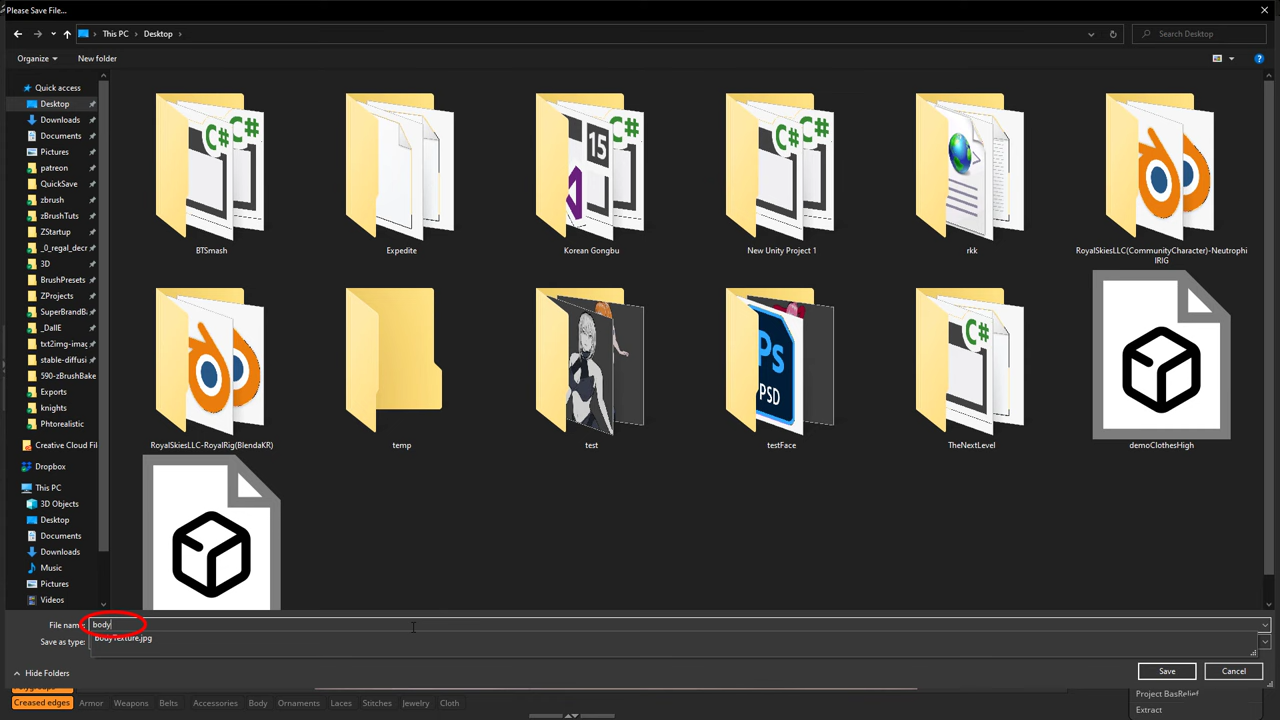 Please Save File...
This PC > Desktop >
Search Desktop
Organize
New folder
Quick access
Desktop
Downloads
Documents
Pictures
patreon
QuickSave
zbrush
zBrushTuts
ZStartup
_0_regal_decr
3D
BrushPresets
ZProjects
SuperBrandBa
_DallE
txt2img-imag
stable-diffusi
590-zBrushBake
Exports
knights
Phtorealistic
Creative Cloud Fil
Dropbox
This PC
3D Objects
Desktop
Documents
Downloads
Music
Pictures
Videos
C# C#
BTSmash
Expedite
15 C#
Korean Gongbu
C# C#
New Unity Project 1
rkk
RoyalSkiesLLC(CommunityCharacter)-Neutrophi
lRIG
RoyalSkiesLLC-RoyalRig(BlendaKR)
temp
test
Ps
PSD
testFace
C#
TheNextLevel
demoClothesHigh
File name: body
bodyTexture.jpg
Save as type:
Hide Folders
Save
Cancel
Creased edges
Armor
Weapons
Belts
Accessories
Body
Ornaments
Laces
Stitches
Jewelry
Cloth
Project BasRelief
Extract